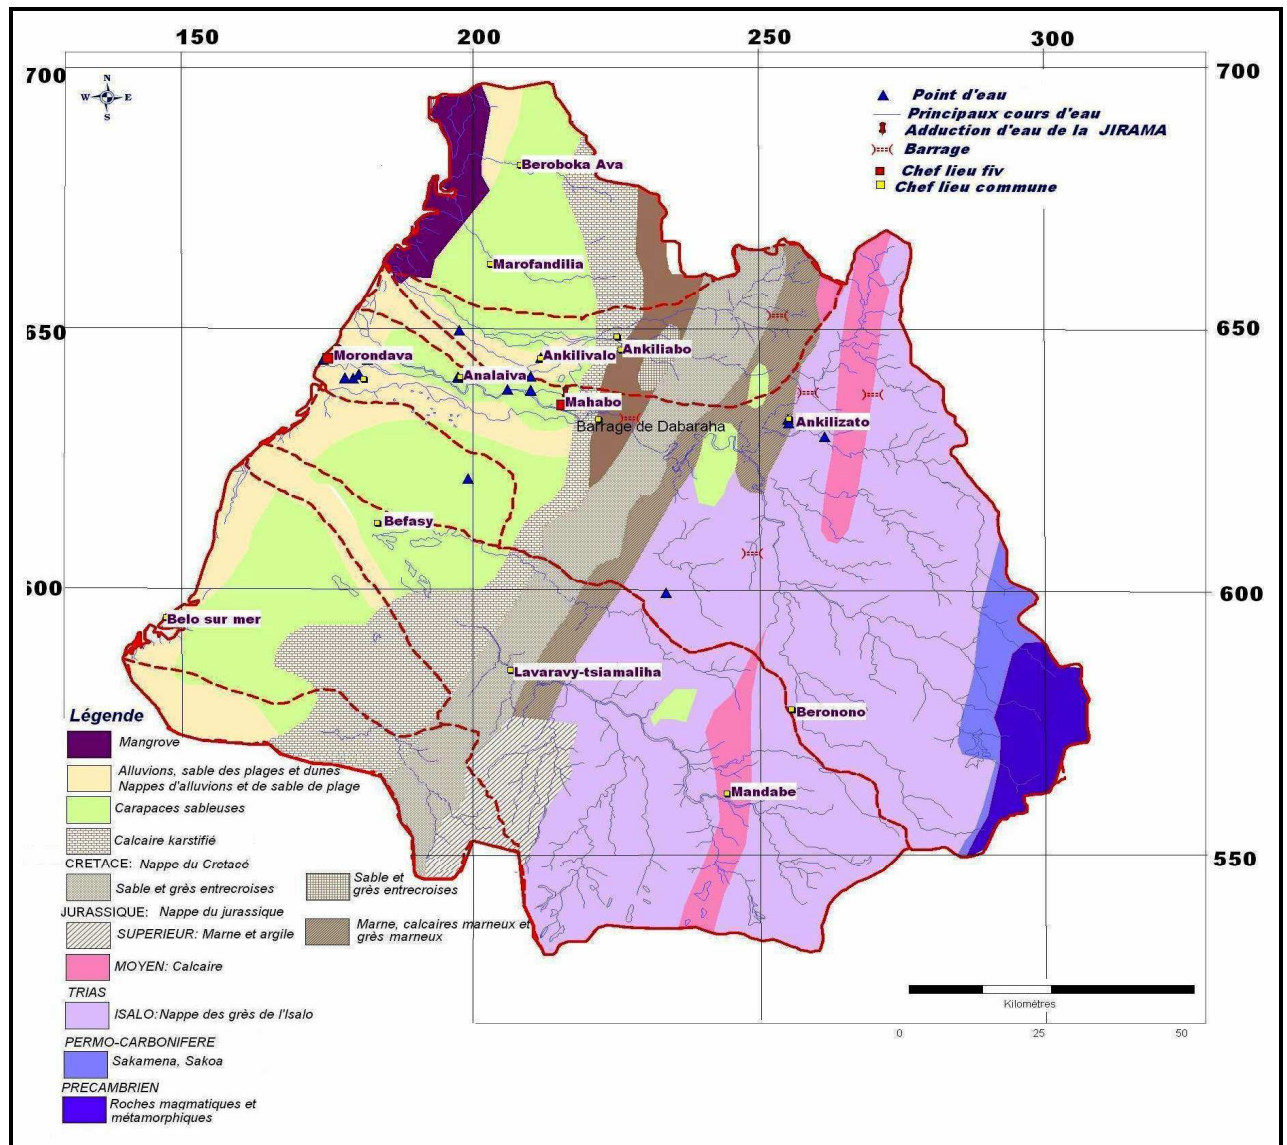 150
200
250
300
700
700
N
W
E
S
Point d'eau
Principaux cours d'eau
Adduction d'eau de la JIRAMA
Barrage
Chef lieu fiv
Chef lieu commune
Beroboka Ava
Marofandilia
650
650
Morondava
Ankilivalo
Ankiliabo
Analaiva
Mahabo
Barrage de Dabaraha
Ankilizato
Befasy
600
600
Belo sur mer
Lavaravy-tsiamaliha
Beronono
Mandabe
550
Légende
Mangrove
Alluvions, sable des plages et dunes
Nappes d'alluvions et de sable de plage
Carapaces sableuses
Calcaire karstifié
CRETACE: Nappe du Cretacé
Sable et grès entrecroises
Sable et
grès entrecroises
JURASSIQUE: Nappe du jurassique
SUPERIEUR: Marne et argile
Marne, calcaires marneux et
grès marneux
MOYEN: Calcaire
TRIAS
ISALO: Nappe des grès de l'Isalo
PERMO-CARBONIFERE
Sakamena, Sakoa
PRECAMBRIEN
Roches magmatiques et
métamorphiques
Kilométres
0
25
50